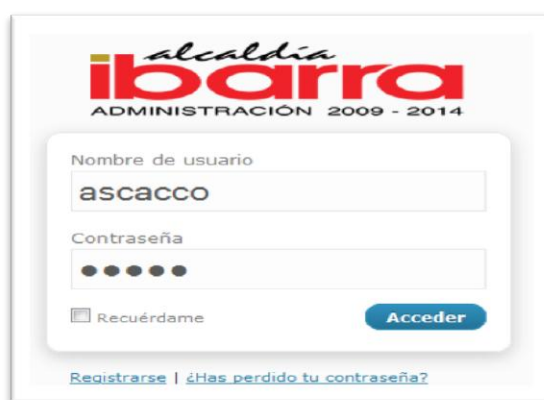 alcaldía
ibarra
ADMINISTRACIÓN 2009 - 2014
Nombre de usuario
ascacco
Contraseña
●●●●●
Recuérdame Acceder
Registrarse | ¿Has perdido tu contraseña?